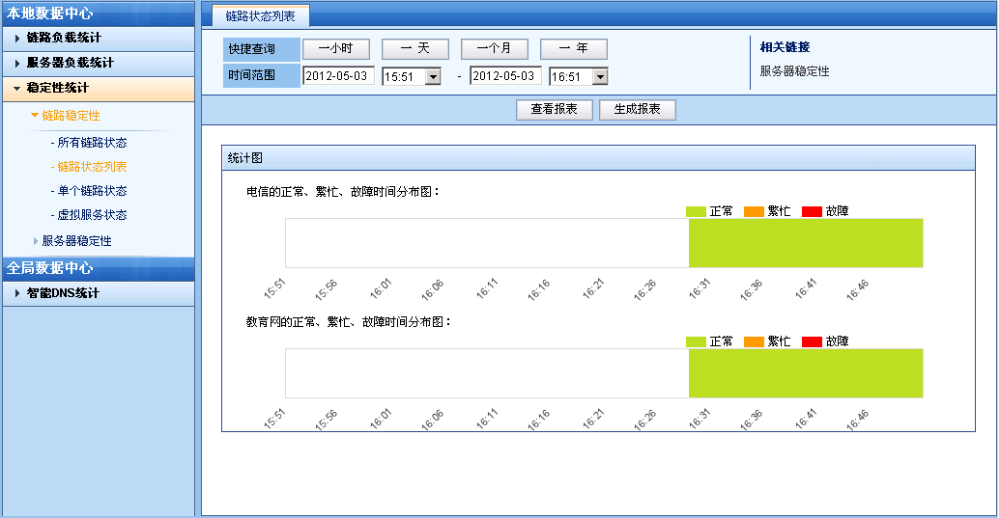 本地数据中心
链路负载统计
服务器负载统计
稳定性统计
链路稳定性
- 所有链路状态
- 链路状态列表
- 单个链路状态
- 虚拟服务状态
服务器稳定性
全局数据中心
智能DNS统计
链路状态列表
快捷查询 一小时 一 天 一个月 一 年
时间范围 2012-05-03 15:51 - 2012-05-03 16:51
相关链接
服务器稳定性
查看报表 生成报表
统计图
电信的正常、繁忙、故障时间分布图：
正常 繁忙 故障
15:51 15:56 16:01 16:06 16:11 16:16 16:21 16:26 16:31 16:36 16:41 16:46
教育网的正常、繁忙、故障时间分布图：
正常 繁忙 故障
15:51 15:56 16:01 16:06 16:11 16:16 16:21 16:26 16:31 16:36 16:41 16:46